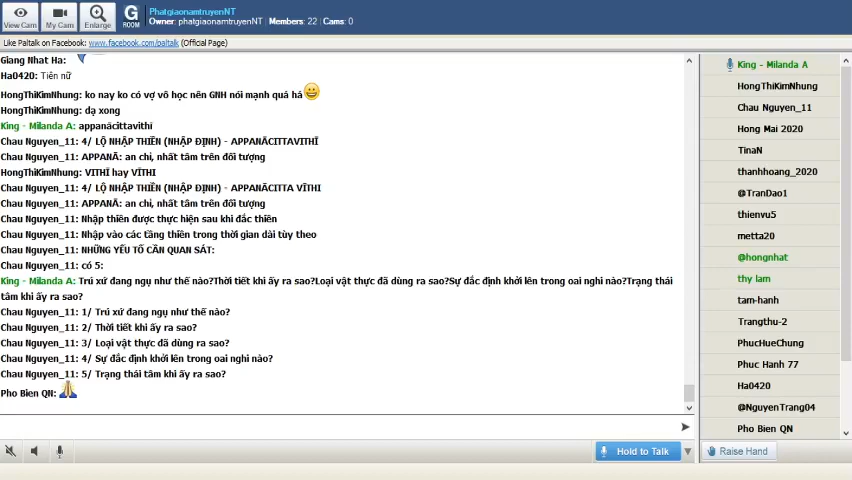 View Cam
My Cam
Enlarge
G
ROOM
PhatgiaonamtruyenNT
Owner: phatgiaonamtruyenNT | Members: 22 | Cams: 0
Like Paltalk on Facebook: www.facebook.com/paltalk (Official Page)
Giang Nhat Ha:
Ha0420: Tiên nữ
HongThiKimNhung: ko nay ko có vợ vô học nên GNH nói mạnh quá há
HongThiKimNhung: dạ xong
King - Milanda A: appanâcittavithí
Chau Nguyen_11: 4/ LỘ NHẬP THIỀN (NHẬP ĐỊNH) - APPANÃCITTAVITHĨ
Chau Nguyen_11: APPANĀ: an chỉ, nhất tâm trên đối tượng
HongThiKimNhung: VITHĪ hay VĪTHI
Chau Nguyen_11: 4/ LỘ NHẬP THIỀN (NHẬP ĐỊNH) - APPANÃCITTA VĨTHI
Chau Nguyen_11: APPANĀ: an chỉ, nhất tâm trên đối tượng
Chau Nguyen_11: Nhập thiền được thực hiện sau khi đắc thiền
Chau Nguyen_11: Nhập vào các tầng thiền trong thời gian dài tùy theo
Chau Nguyen_11: NHỮNG YẾU TỐ CẦN QUAN SÁT:
Chau Nguyen_11: có 5:
King - Milanda A: Trú xứ đang ngụ như thế nào?Thời tiết khi ấy ra sao?Loại vật thực đã dùng ra sao?Sự đắc định khởi lên trong oai nghi nào?Trạng thái
tâm khi ấy ra sao?
Chau Nguyen_11: 1/ Trú xứ đang ngụ như thế nào?
Chau Nguyen_11: 2/ Thời tiết khi ấy ra sao?
Chau Nguyen_11: 3/ Loại vật thực đã dùng ra sao?
Chau Nguyen_11: 4/ Sự đắc định khởi lên trong oai nghi nào?
Chau Nguyen_11: 5/ Trạng thái tâm khi ấy ra sao?
Pho Bien QN:
King - Milanda A
HongThiKimNhung
Chau Nguyen_11
Hong Mai 2020
TinaN
thanhhoang_2020
@TranDao1
thienvu5
metta20
@hongnhat
thy lam
tam-hanh
Trangthu-2
PhucHueChung
Phuc Hanh 77
Ha0420
@NguyenTrang04
Pho Bien QN
Hold to Talk
Raise Hand